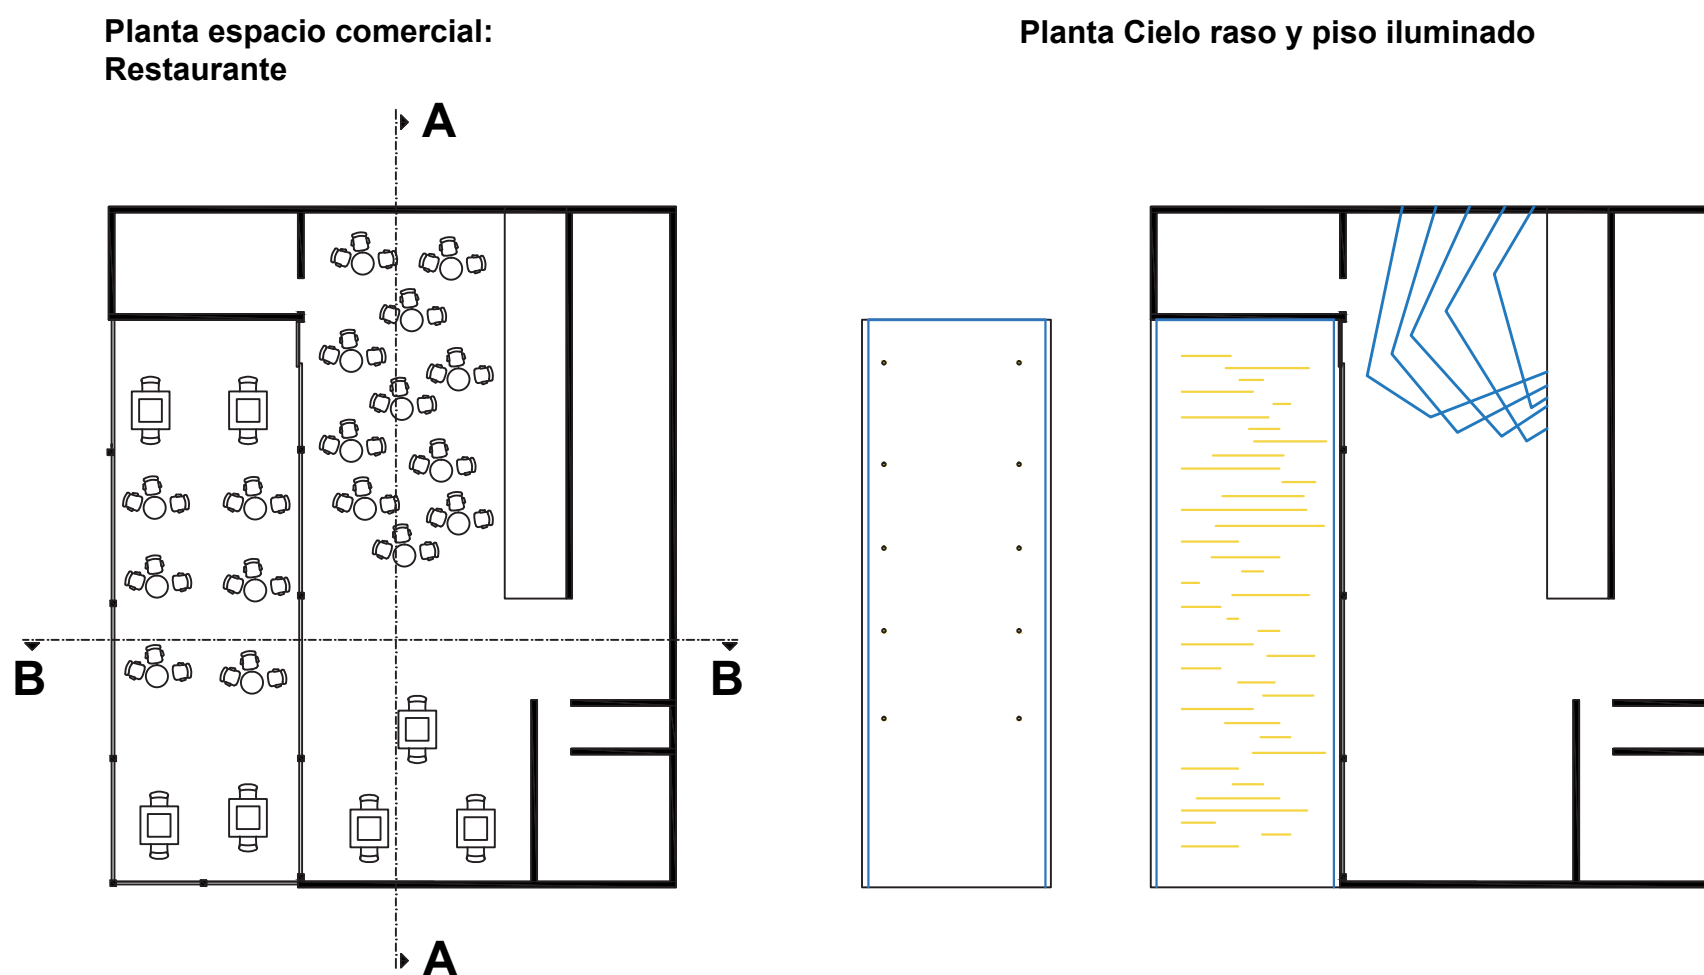 Planta espacio comercial:
Restaurante
Planta Cielo raso y piso iluminado
A
B
B
A